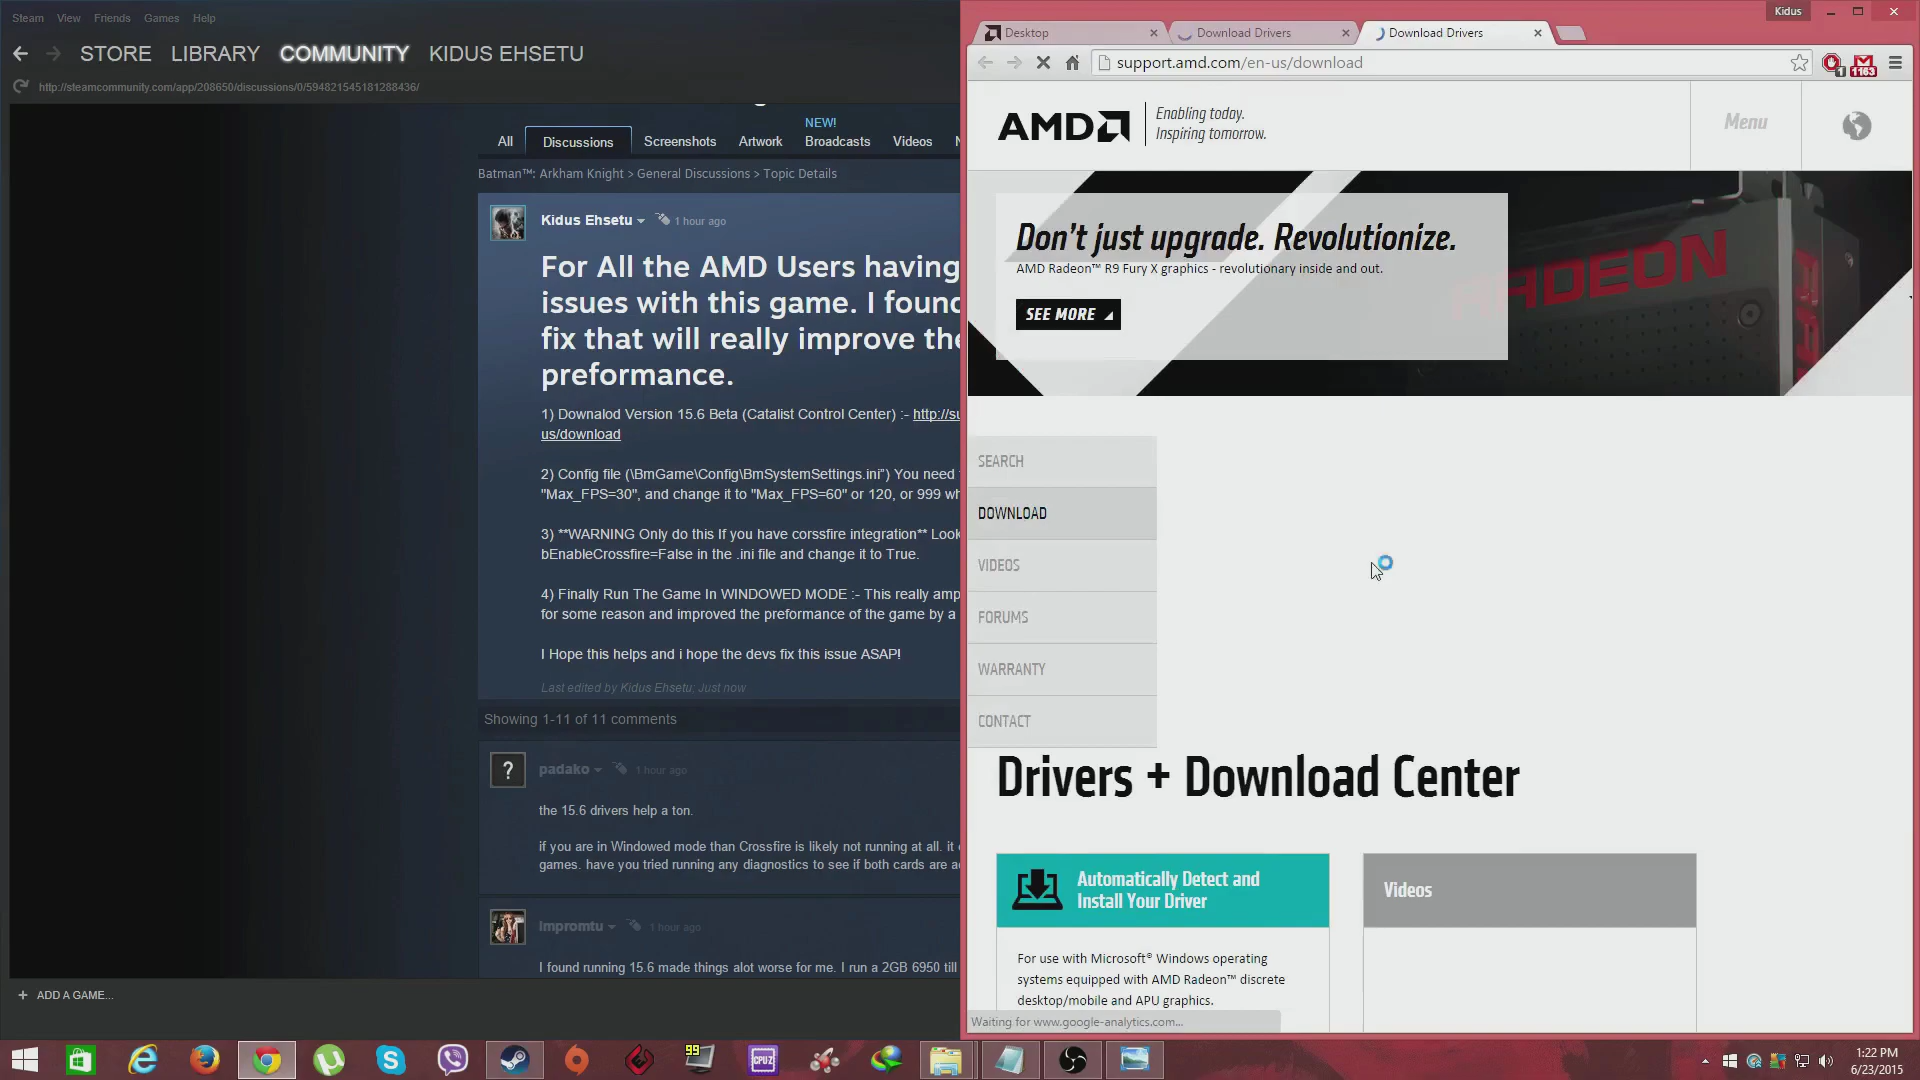 Steam View Friends Games Help
STORE LIBRARY COMMUNITY KIDUS EHSETU
http://steamcommunity.com/app/208650/discussions/0/594821545181288436/
NEW!
All Discussions Screenshots Artwork Broadcasts Videos
Batman™: Arkham Knight > General Discussions > Topic Details
Kidus Ehsetu 1 hour ago
For All the AMD Users having
issues with this game. I found
fix that will really improve the
preformance.
1) Downalod Version 15.6 Beta (Catalist Control Center) :- http://su
us/download
2) Config file (\BmGame\Config\BmSystemSettings.ini") You need
"Max_FPS=30", and change it to "Max_FPS=60" or 120, or 999 wh
3) **WARNING Only do this If you have corssfire integration** Look
bEnableCrossfire=False in the .ini file and change it to True.
4) Finally Run The Game In WINDOWED MODE :- This really amp
for some reason and improved the preformance of the game by a
I Hope this helps and i hope the devs fix this issue ASAP!
Last edited by Kidus Ehsetu; Just now
Showing 1-11 of 11 comments
? padako 1 hour ago
the 15.6 drivers help a ton.
if you are in Windowed mode than Crossfire is likely not running at all. it
games. have you tried running any diagnostics to see if both cards are ac
Impromtu 1 hour ago
I found running 15.6 made things alot worse for me. I run a 2GB 6950 till
+ ADD A GAME...
Kidus
Desktop Download Drivers Download Drivers
support.amd.com/en-us/download
1 1163
AMD Enabling today.
Inspiring tomorrow.
Menu
Don't just upgrade. Revolutionize.
AMD Radeon™ R9 Fury X graphics - revolutionary inside and out.
SEE MORE
RADEON
SEARCH
DOWNLOAD
VIDEOS
FORUMS
WARRANTY
CONTACT
Drivers + Download Center
Automatically Detect and
Install Your Driver
Videos
For use with Microsoft® Windows operating
systems equipped with AMD Radeon™ discrete
desktop/mobile and APU graphics.
Waiting for www.google-analytics.com...
99
CPU-Z
1:22 PM
6/23/2015